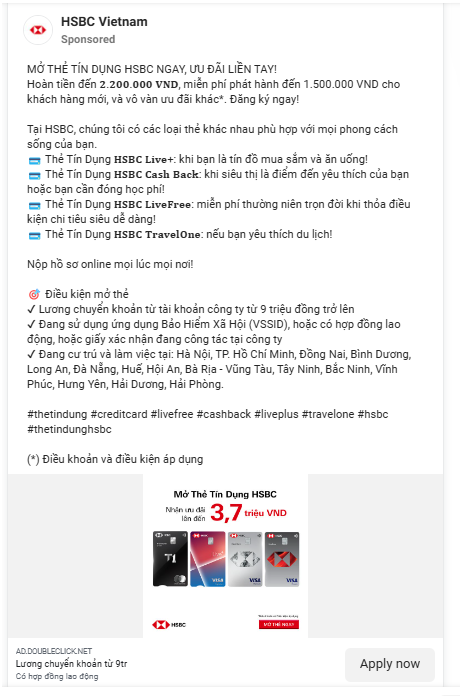 HSBC Vietnam
Sponsored
MỞ THẺ TÍN DỤNG HSBC NGAY, ƯU ĐÃI LIỀN TAY!
Hoàn tiền đến 2.200.000 VND, miễn phí phát hành đến 1.500.000 VND cho
khách hàng mới, và vô vàn ưu đãi khác*. Đăng ký ngay!
Tại HSBC, chúng tôi có các loại thẻ khác nhau phù hợp với mọi phong cách
sống của bạn.
💳 Thẻ Tín Dụng HSBC Live+: khi bạn là tín đồ mua sắm và ăn uống!
💳 Thẻ Tín Dụng HSBC Cash Back: khi siêu thị là điểm đến yêu thích của bạn
hoặc bạn cần đóng học phí!
💳 Thẻ Tín Dụng HSBC LiveFree: miễn phí thường niên trọn đời khi thỏa điều
kiện chi tiêu siêu dễ dàng!
💳 Thẻ Tín Dụng HSBC TravelOne: nếu bạn yêu thích du lịch!
Nộp hồ sơ online mọi lúc mọi nơi!
🎯 Điều kiện mở thẻ
✓ Lương chuyển khoản từ tài khoản công ty từ 9 triệu đồng trở lên
✓ Đang sử dụng ứng dụng Bảo Hiểm Xã Hội (VSSID), hoặc có hợp đồng lao
động, hoặc giấy xác nhận đang công tác tại công ty
✓ Đang cư trú và làm việc tại: Hà Nội, TP. Hồ Chí Minh, Đồng Nai, Bình Dương,
Long An, Đà Nẵng, Huế, Hội An, Bà Rịa - Vũng Tàu, Tây Ninh, Bắc Ninh, Vĩnh
Phúc, Hưng Yên, Hải Dương, Hải Phòng.
#thetindung #creditcard #livefree #cashback #liveplus #travelone #hsbc
#thetindunghsbc
(*) Điều khoản và điều kiện áp dụng
Mở Thẻ Tín Dụng HSBC
Nhận ưu đãi
lên đến 3,7 triệu VND
VISA VISA VISA
HSBC
MỞ THẺ NGAY
AD.DOUBLECLICK.NET
Lương chuyển khoản từ 9tr
Có hợp đồng lao động
Apply now